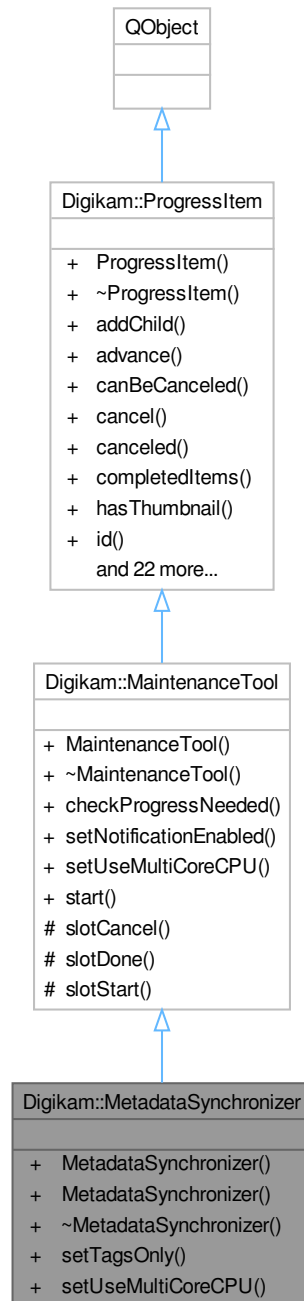 QObject
Digikam::ProgressItem
+ ProgressItem()
+ ~ProgressItem()
+ addChild()
+ advance()
+ canBeCanceled()
+ cancel()
+ canceled()
+ completedItems()
+ hasThumbnail()
+ id()
and 22 more...
Digikam::MaintenanceTool
+ MaintenanceTool()
+ ~MaintenanceTool()
+ checkProgressNeeded()
+ setNotificationEnabled()
+ setUseMultiCoreCPU()
+ start()
# slotCancel()
# slotDone()
# slotStart()
Digikam::MetadataSynchronizer
+ MetadataSynchronizer()
+ MetadataSynchronizer()
+ ~MetadataSynchronizer()
+ setTagsOnly()
+ setUseMultiCoreCPU()